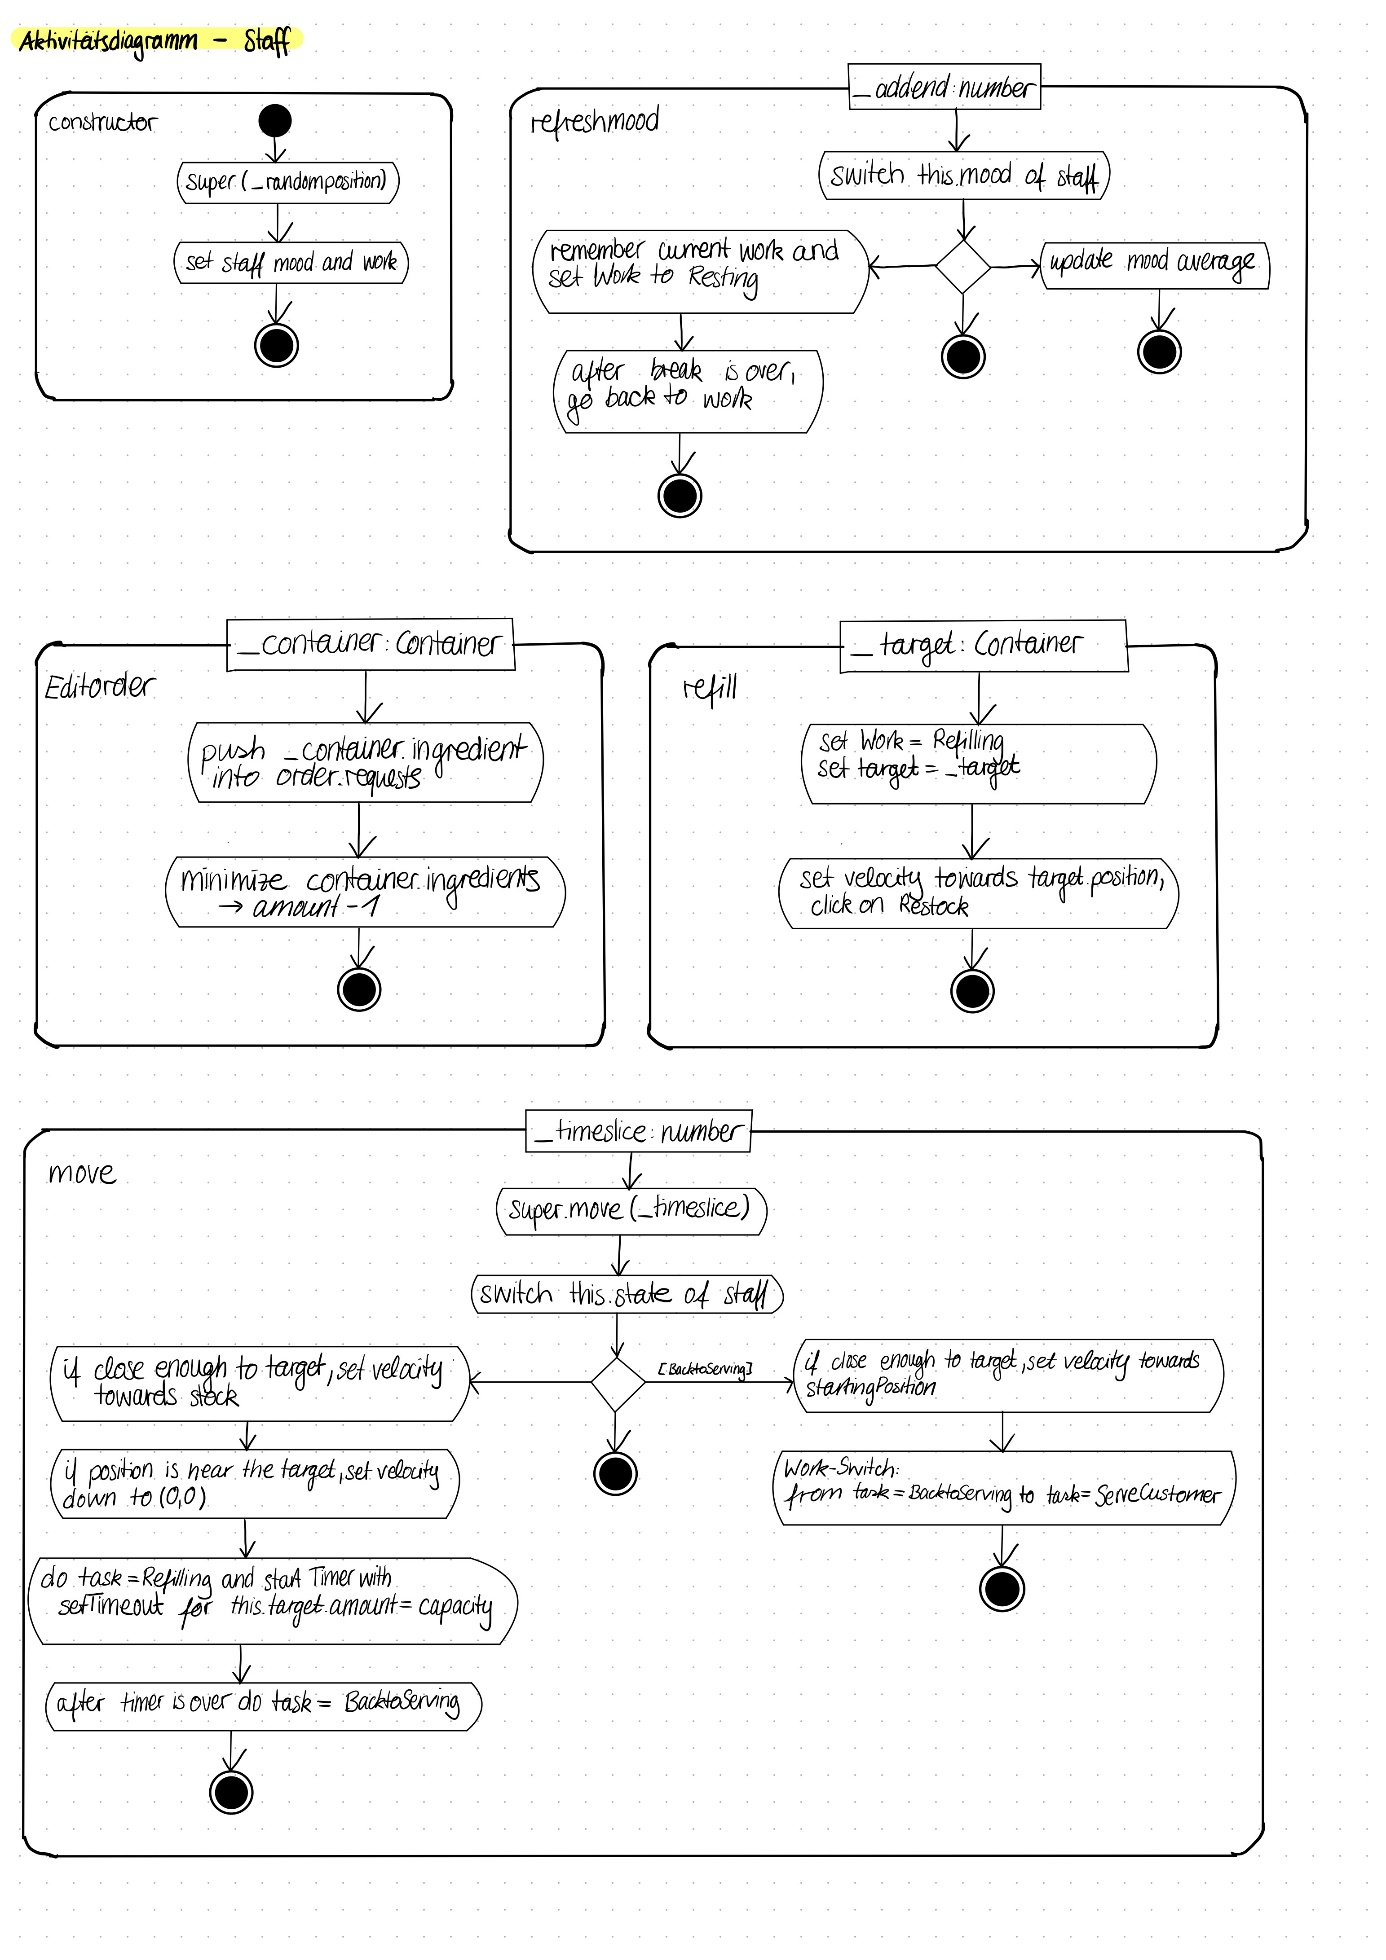 Aktivitätsdiagramm - Staff
constructor
super (_randomposition)
set staff mood and work
_addend: number
refreshmood
switch this.mood of staff
remember current work and
set Work to Resting
update mood average
after break is over,
go back to work
_container: Container
Editorder
push _container.ingredient
into order.requests
minimize container.ingredients
→ amount -1
_target: Container
refill
set Work = Refilling
set target = _target
set velocity towards target.position,
click on Restock
_timeslice: number
move
super.move (_timeslice)
switch this.state of staff
[BacktoServing]
if close enough to target, set velocity
towards stock
if position is near the target, set velocity
down to (0,0)
do task = Refilling and start Timer with
setTimeout for this.target.amount = capacity
after timer is over do task = BacktoServing
if close enough to target, set velocity towards
startingPosition
Work-Switch:
from task = BacktoServing to task = ServeCustomer